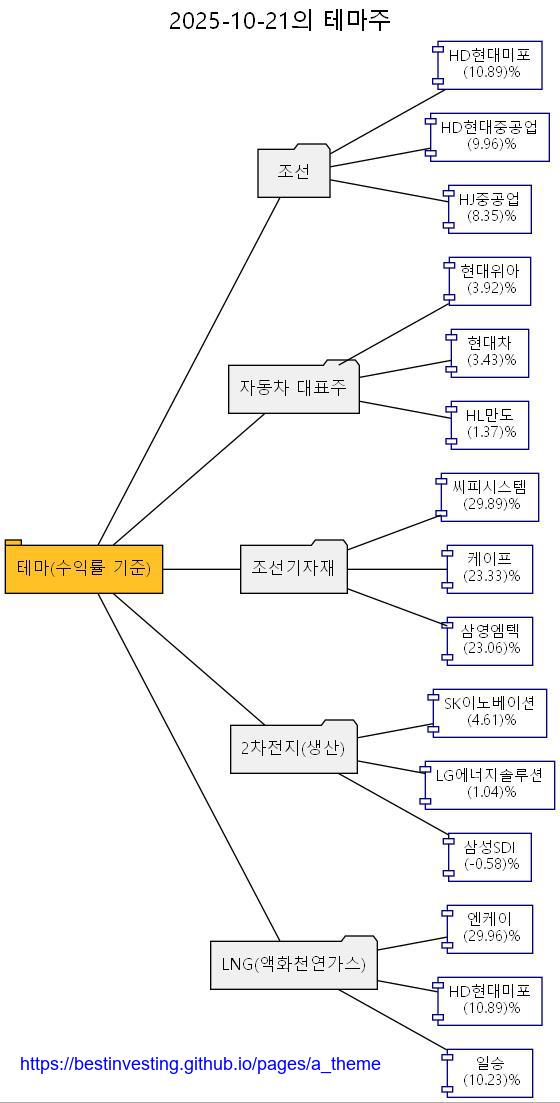 2025-10-21의 테마주
HD현대미포
(10.89)%
HD현대중공업
(9.96)%
조선
HJ중공업
(8.35)%
현대위아
(3.92)%
현대차
(3.43)%
자동차 대표주
HL만도
(1.37)%
씨피시스템
(29.89)%
테마(수익률 기준)
조선기자재
케이프
(23.33)%
삼영엠텍
(23.06)%
SK이노베이션
(4.61)%
2차전지(생산)
LG에너지솔루션
(1.04)%
삼성SDI
(-0.58)%
엔케이
(29.96)%
LNG(액화천연가스)
HD현대미포
(10.89)%
일승
(10.23)%
https://bestinvesting.github.io/pages/a_theme